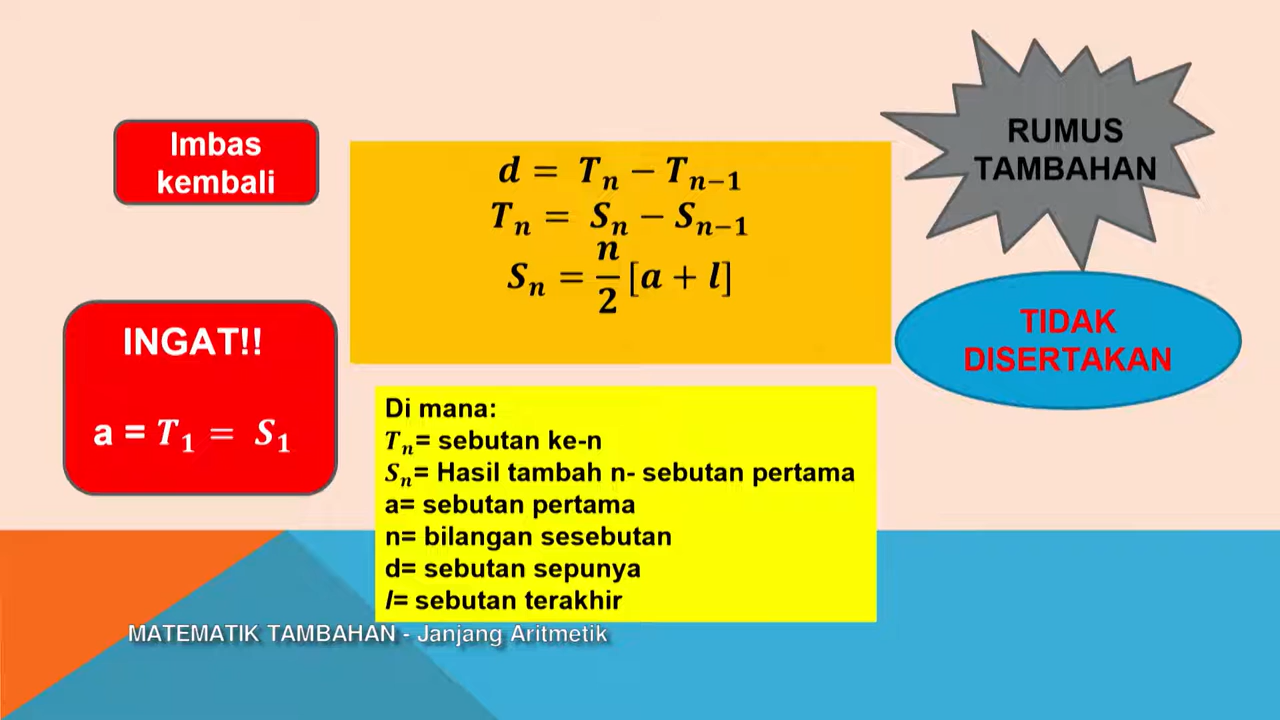 Imbas
kembali
INGAT!!
a = T₁ = S₁
d = Tₙ − Tₙ₋₁
Tₙ = Sₙ − Sₙ₋₁
Sₙ = n/2 [a + l]
RUMUS
TAMBAHAN
TIDAK
DISERTAKAN
Di mana:
Tₙ= sebutan ke-n
Sₙ= Hasil tambah n- sebutan pertama
a= sebutan pertama
n= bilangan sesebutan
d= sebutan sepunya
l= sebutan terakhir
MATEMATIK TAMBAHAN - Janjang Aritmetik